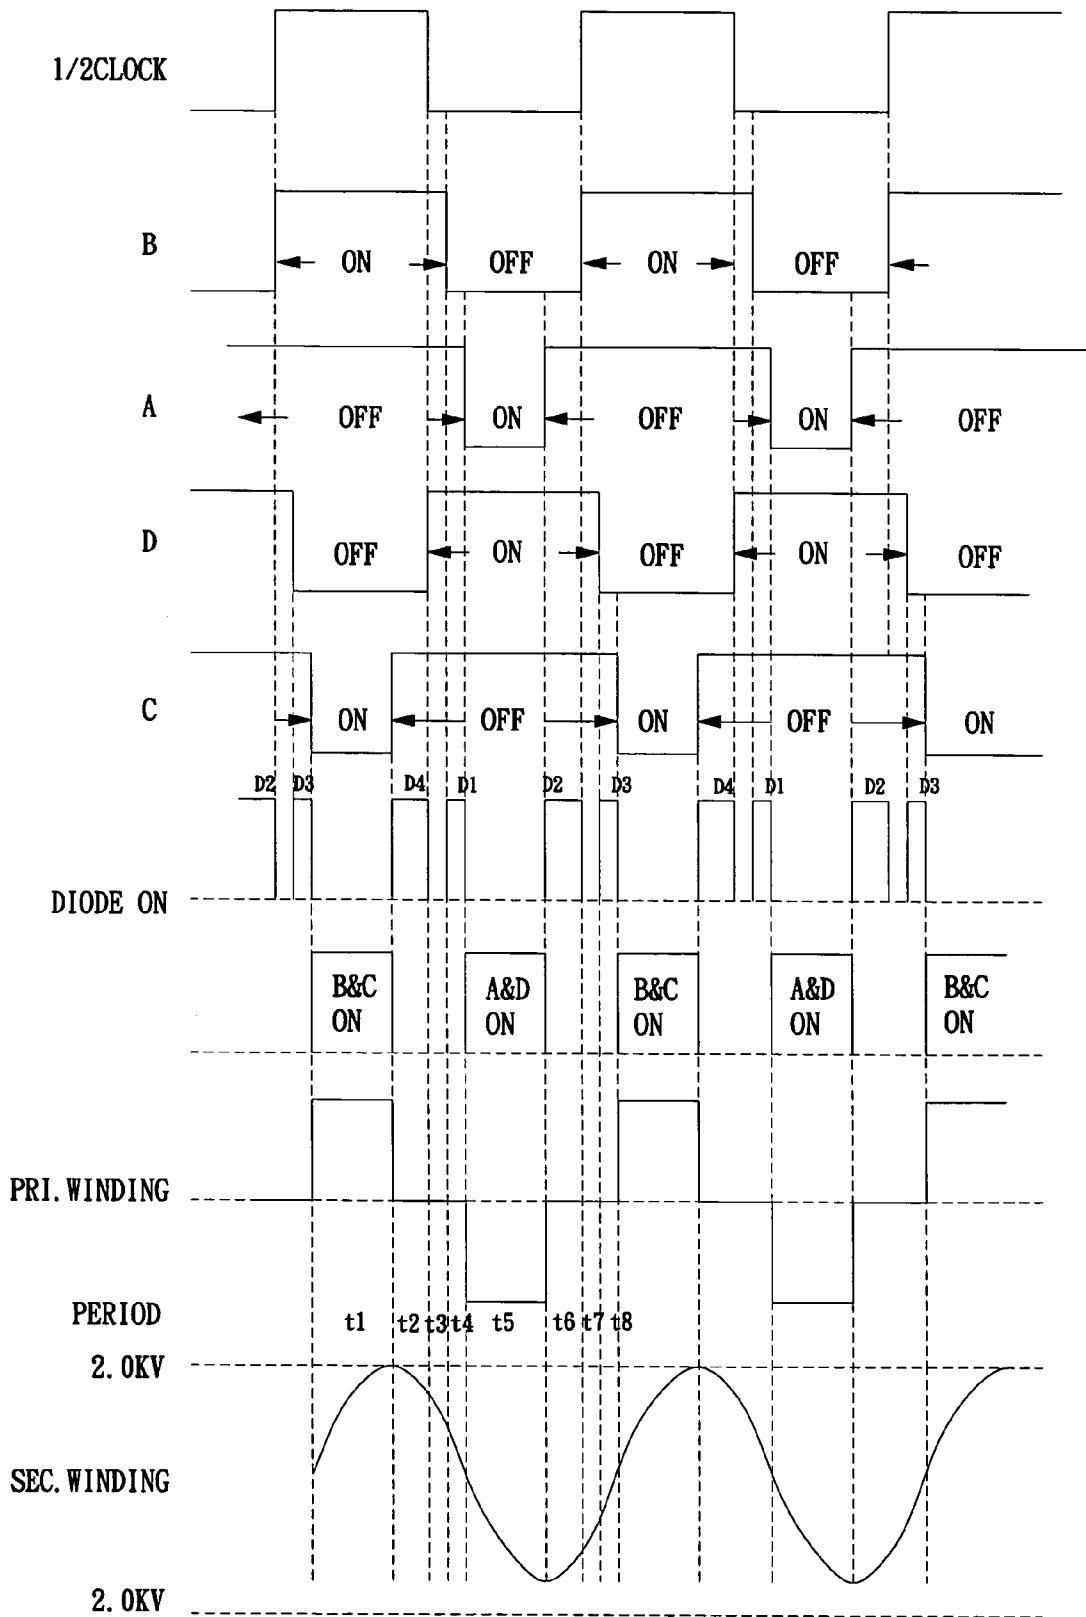 1/2CLOCK
B
ON OFF ON OFF
A
OFF ON OFF ON OFF
D
OFF ON OFF ON OFF
C
ON OFF ON OFF ON
D2 D3 D4 D1 D2 D3 D4 D1 D2 D3
DIODE ON
B&C ON A&D ON B&C ON A&D ON B&C ON
PRI.WINDING
PERIOD t1 t2 t3 t4 t5 t6 t7 t8
2.0KV
SEC.WINDING
2.0KV